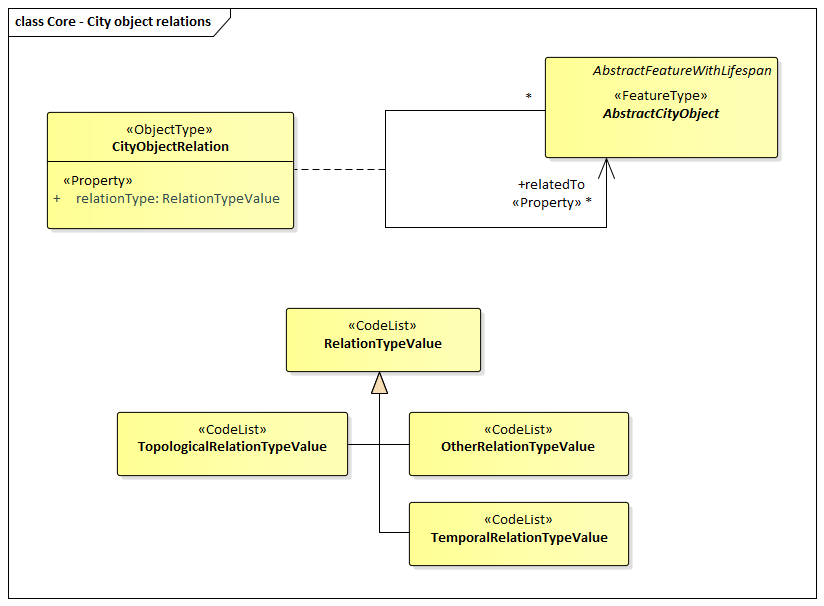 class Core - City object relations
AbstractFeatureWithLifespan
«FeatureType»
AbstractCityObject
*
«ObjectType»
CityObjectRelation
«Property»
+ relationType: RelationTypeValue
+relatedTo
«Property» *
«CodeList»
RelationTypeValue
«CodeList»
TopologicalRelationTypeValue
«CodeList»
OtherRelationTypeValue
«CodeList»
TemporalRelationTypeValue